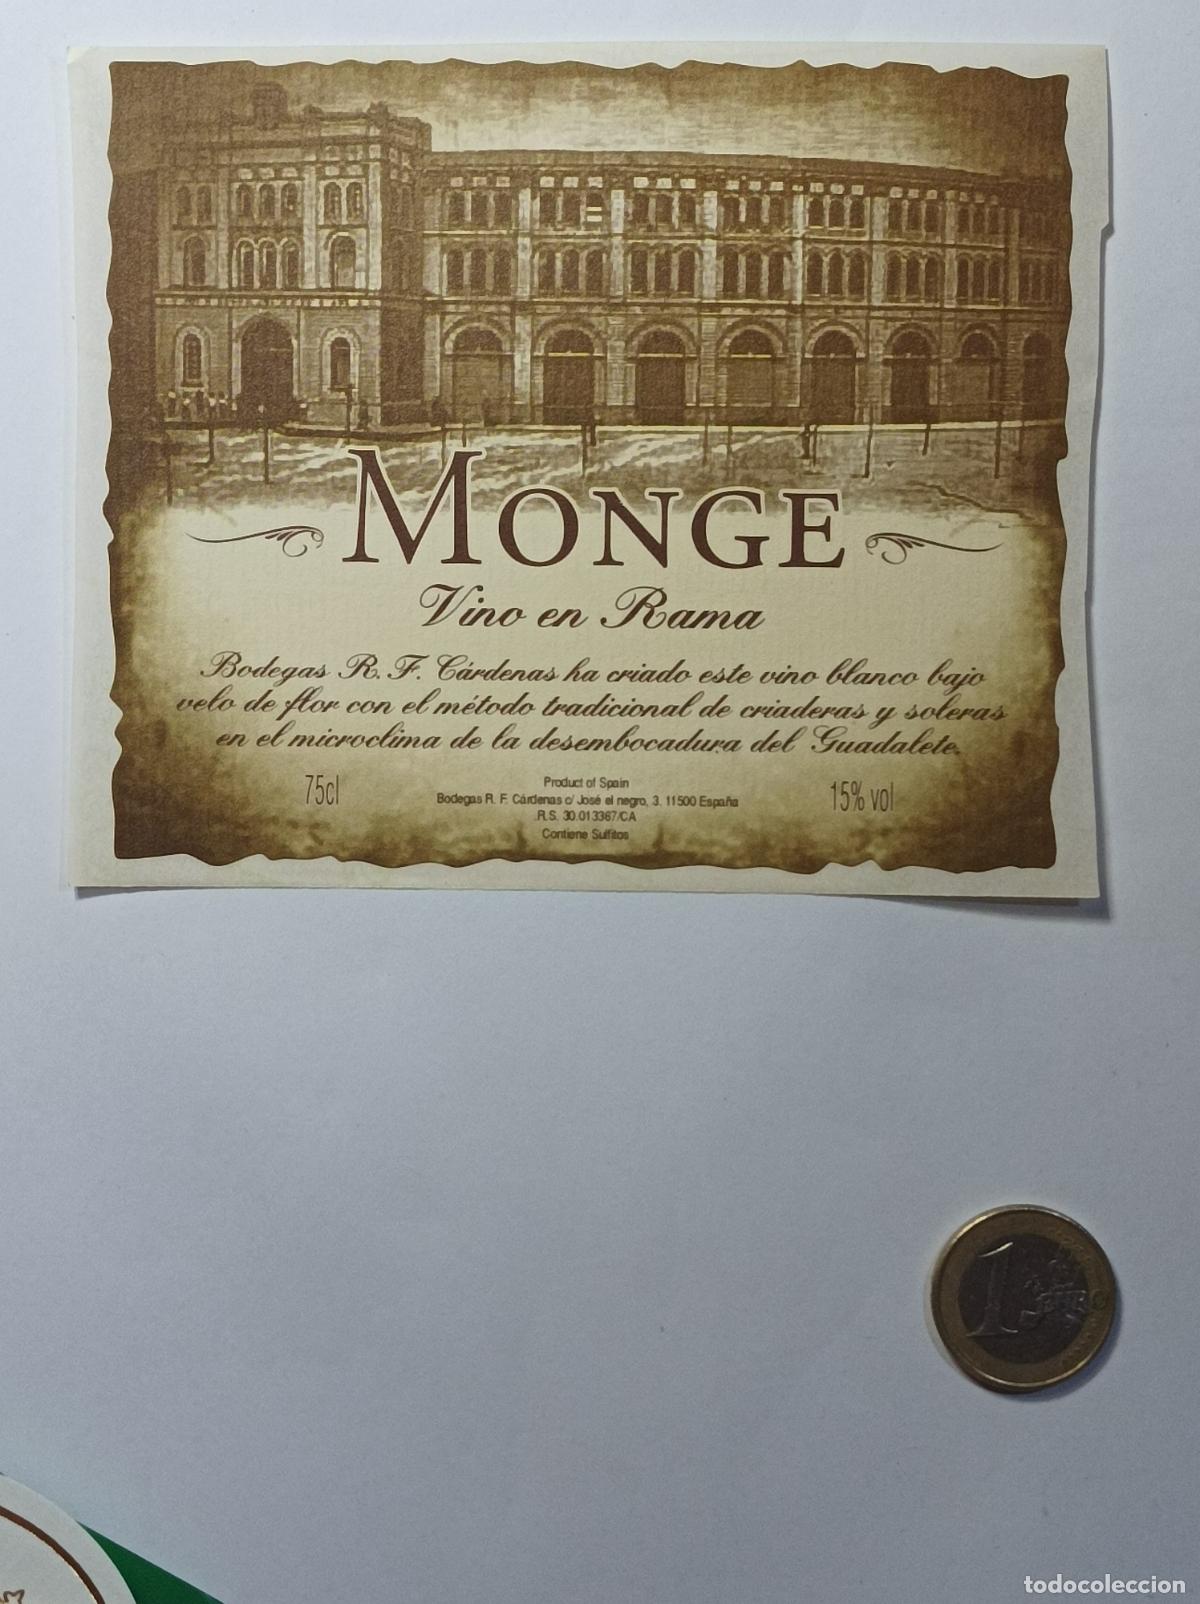 MONGE
Vino en Rama
Bodegas R. F. Cárdenas ha criado este vino blanco bajo
velo de flor con el método tradicional de criaderas y soleras
en el microclima de la desembocadura del Guadalete.
75cl
Product of Spain
Bodegas R. F. Cárdenas c/ José el negro, 3. 11500 España
R.S. 30.013367/CA
Contiene Sulfitos
15% vol
1 EURO
todocoleccion